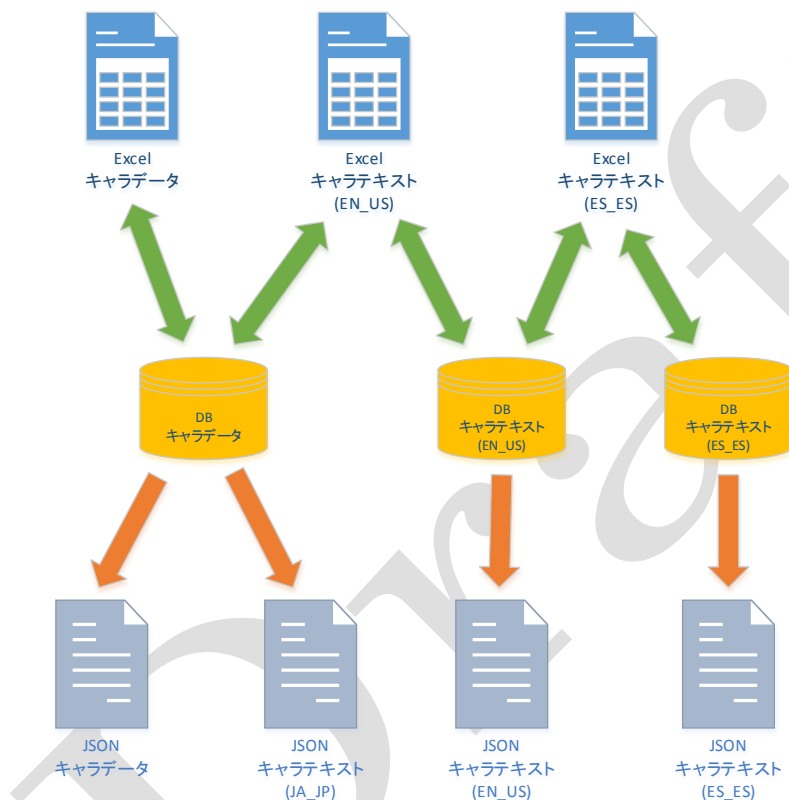 Excel
キャラデータ
Excel
キャラテキスト
(EN_US)
Excel
キャラテキスト
(ES_ES)
DB
キャラデータ
DB
キャラテキスト
(EN_US)
DB
キャラテキスト
(ES_ES)
JSON
キャラデータ
JSON
キャラテキスト
(JA_JP)
JSON
キャラテキスト
(EN_US)
JSON
キャラテキスト
(ES_ES)
Draf